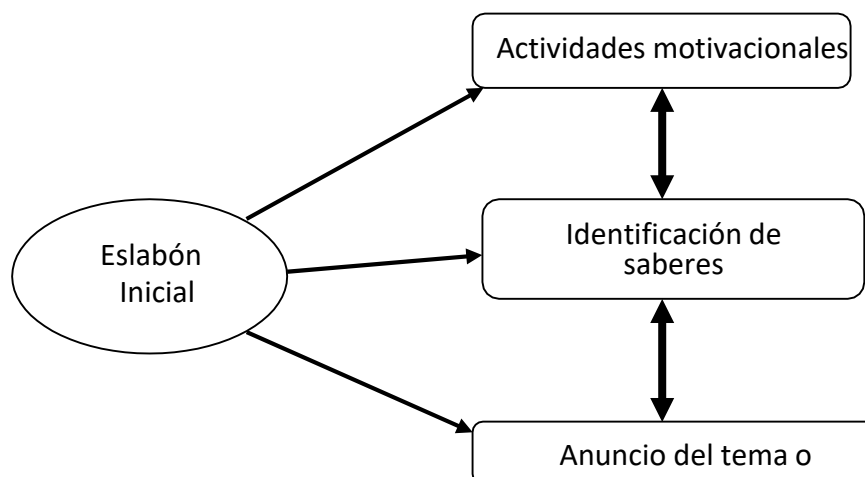 Actividades motivacionales
Eslabón
Inicial
Identificación de
saberes
Anuncio del tema o